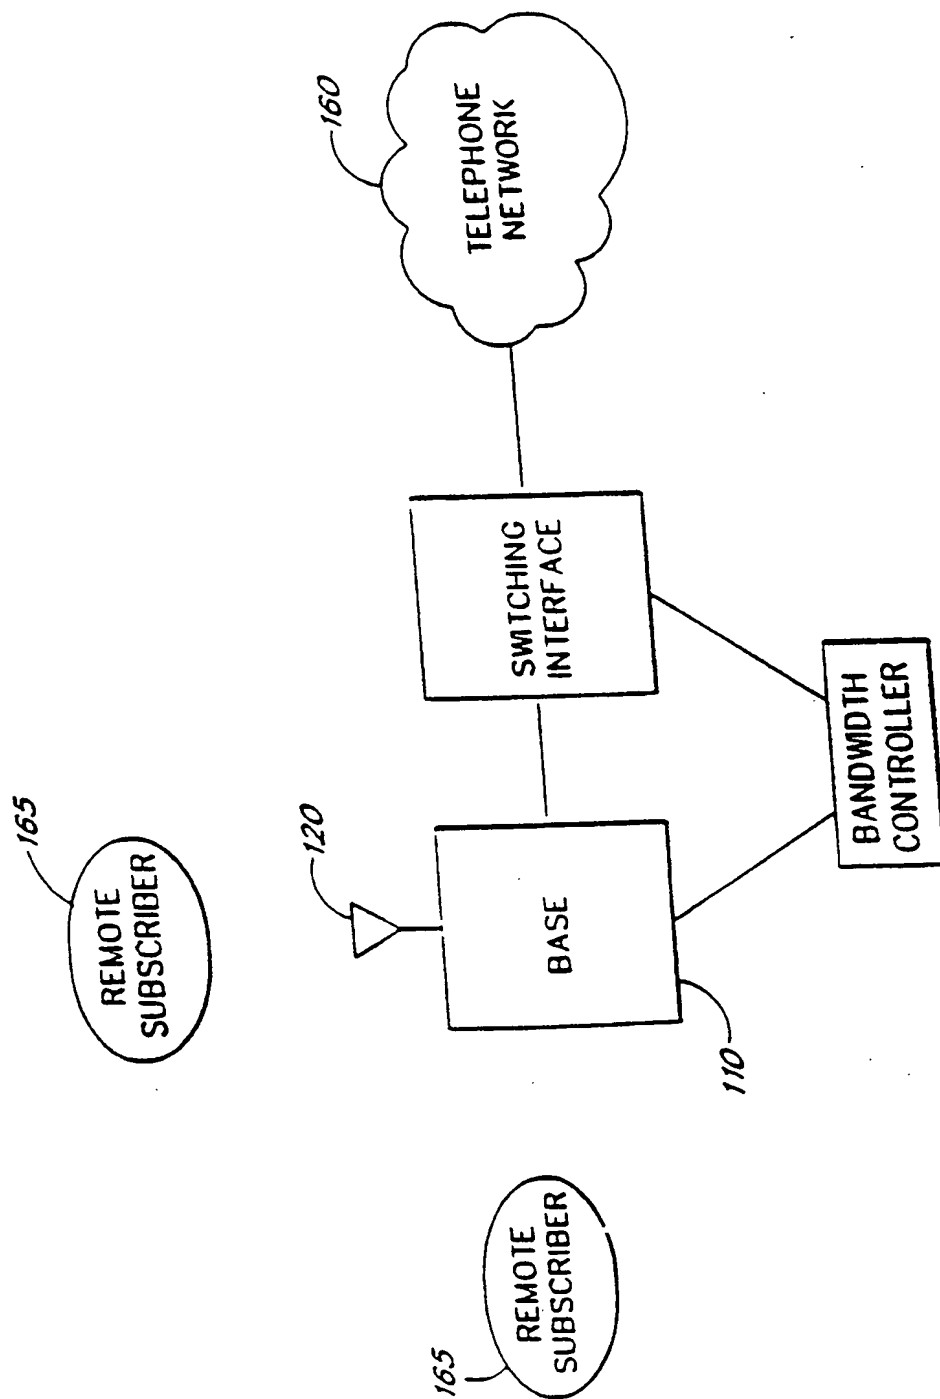 165
REMOTE
SUBSCRIBER
120
160
165
REMOTE
SUBSCRIBER
BASE
110
SWITCHING
INTERFACE
TELEPHONE
NETWORK
BANDWIDTH
CONTROLLER